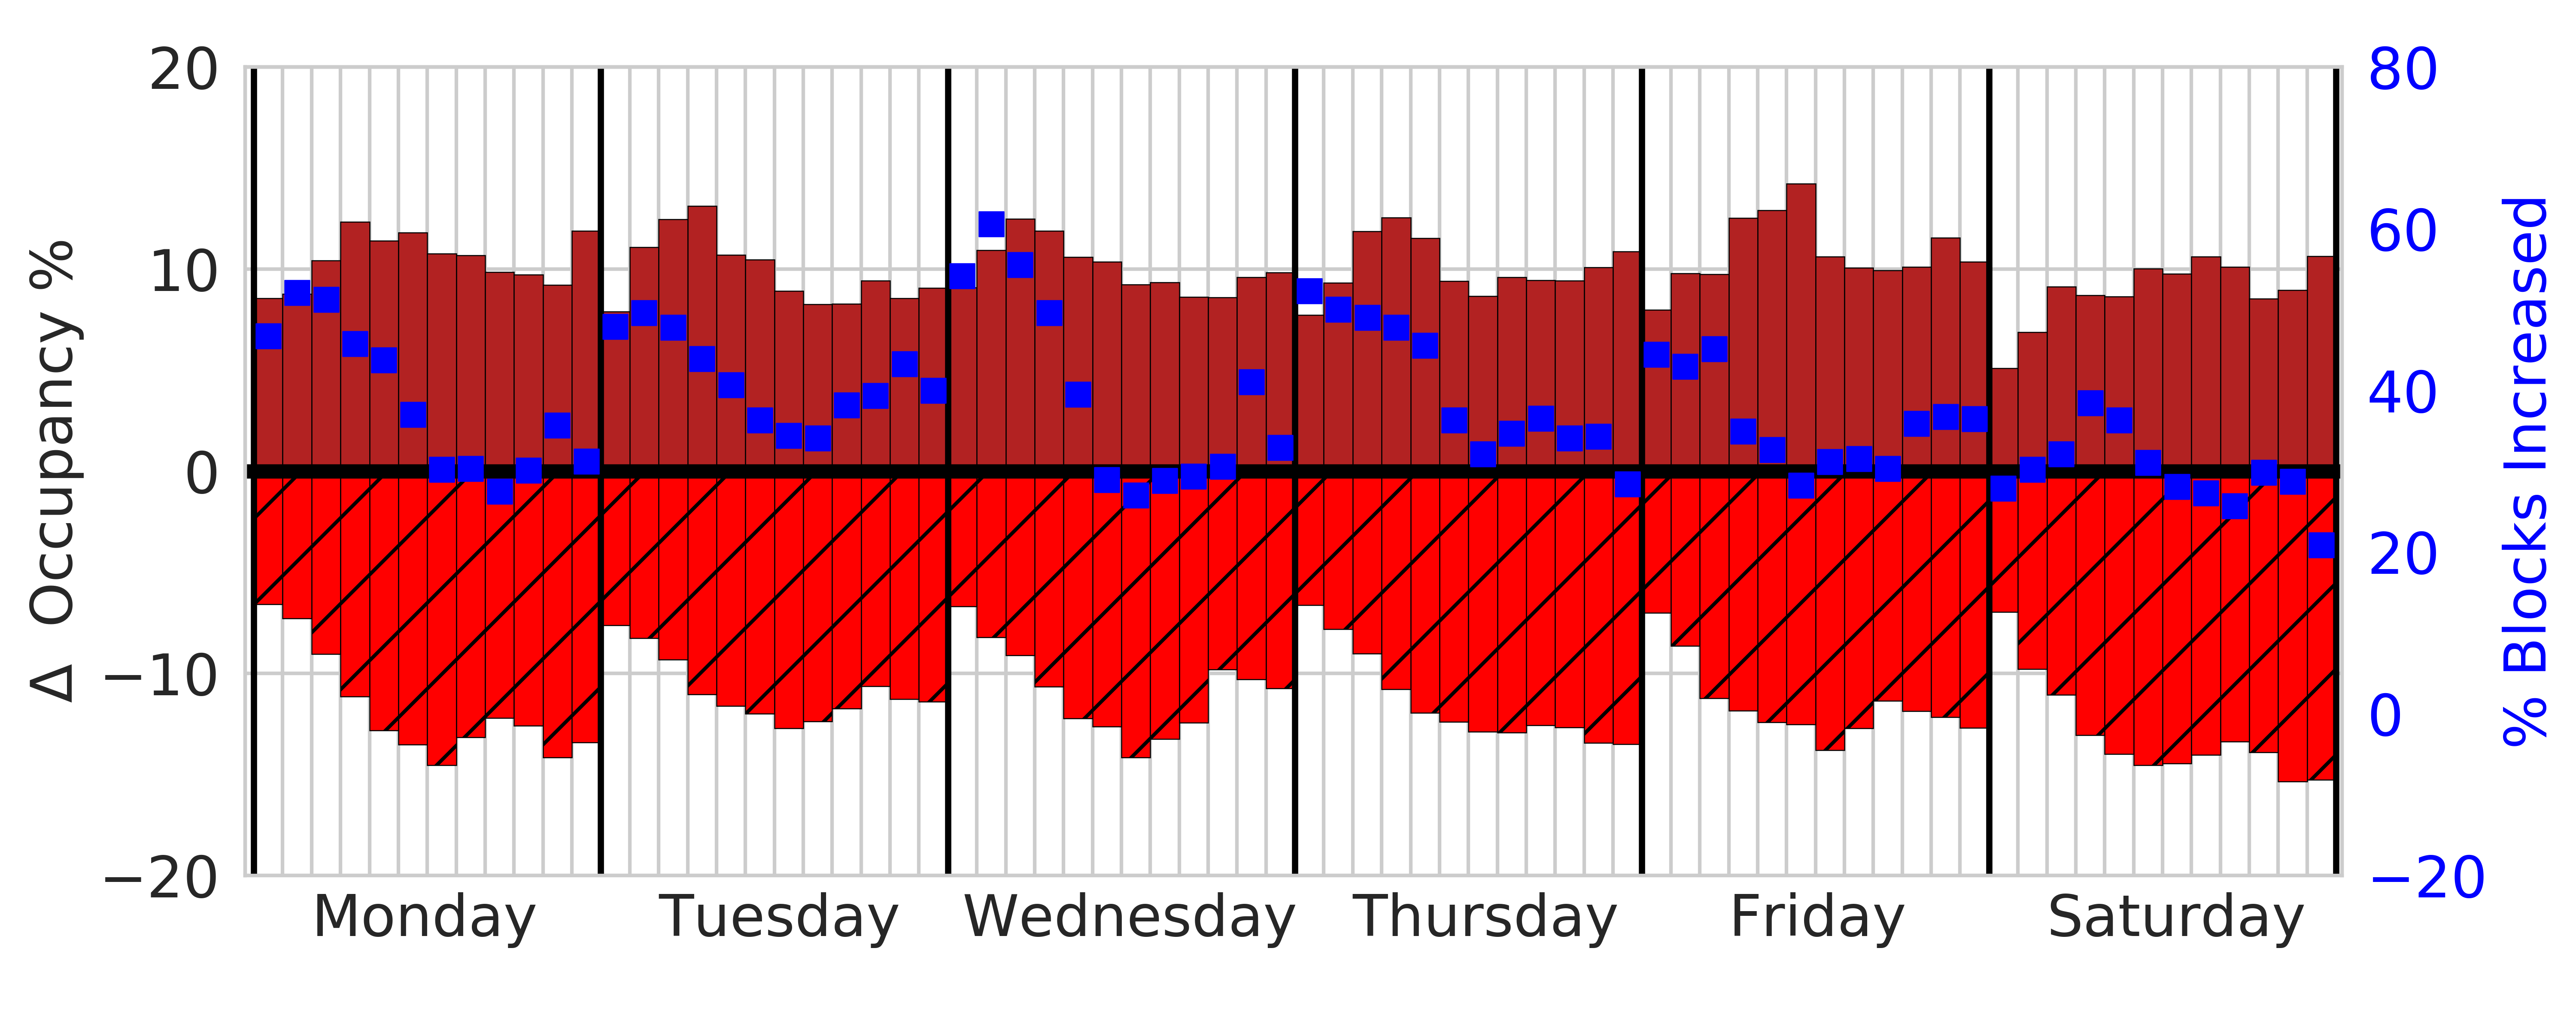 20
10
0
−10
−20
Δ Occupancy %
80
60
40
20
0
−20
% Blocks Increased
Monday
Tuesday
Wednesday
Thursday
Friday
Saturday